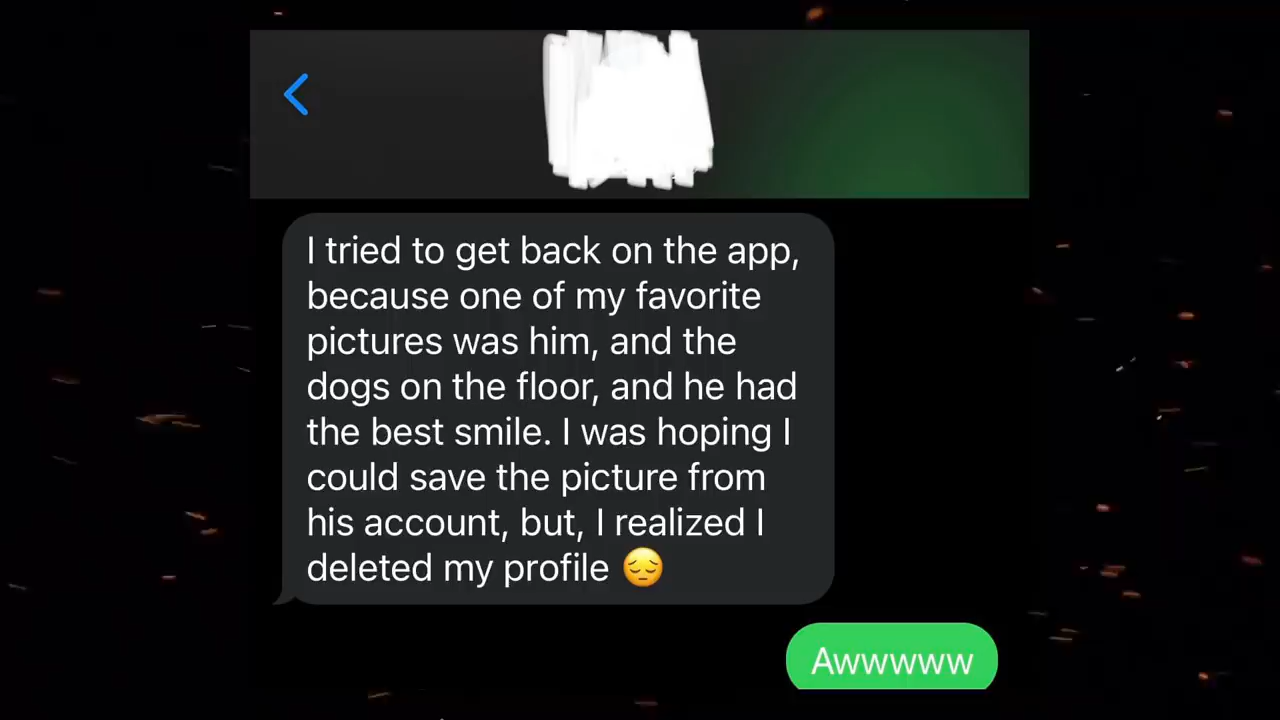 I tried to get back on the app,
because one of my favorite
pictures was him, and the
dogs on the floor, and he had
the best smile. I was hoping I
could save the picture from
his account, but, I realized I
deleted my profile 😔
Awwwww